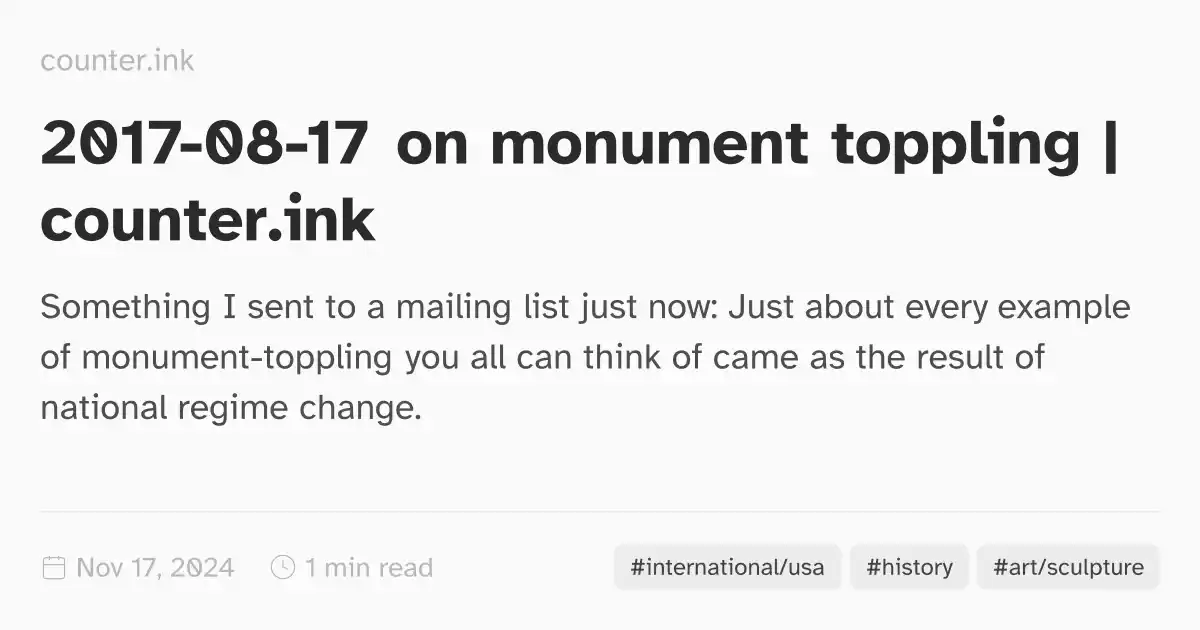 counter.ink
2017-08-17 on monument toppling |
counter.ink
Something I sent to a mailing list just now: Just about every example
of monument-toppling you all can think of came as the result of
national regime change.
Nov 17, 2024 1 min read #international/usa #history #art/sculpture